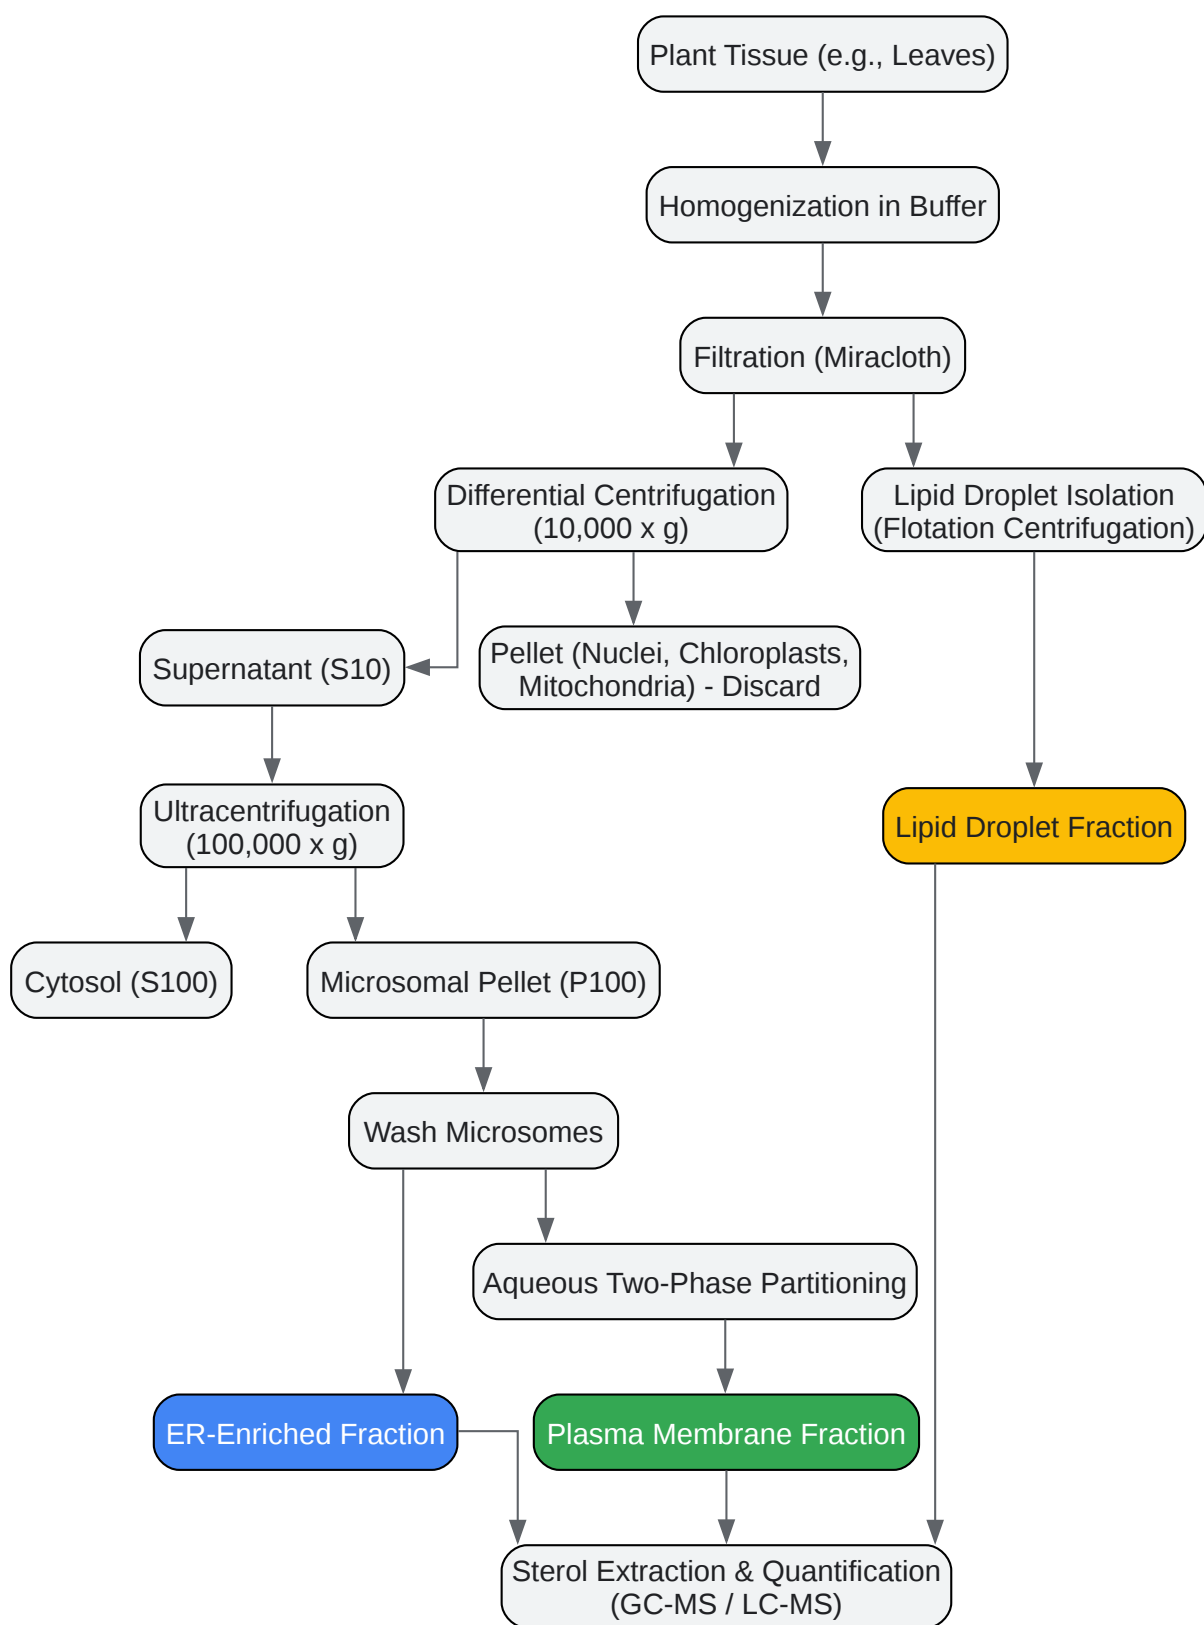 Plant Tissue (e.g., Leaves)
Homogenization in Buffer
Filtration (Miracloth)
Differential Centrifugation
(10,000 x g)
Lipid Droplet Isolation
(Flotation Centrifugation)
Supernatant (S10)
Pellet (Nuclei, Chloroplasts,
Mitochondria) - Discard
Ultracentrifugation
(100,000 x g)
Lipid Droplet Fraction
Cytosol (S100)
Microsomal Pellet (P100)
Wash Microsomes
Aqueous Two-Phase Partitioning
ER-Enriched Fraction
Plasma Membrane Fraction
Sterol Extraction & Quantification
(GC-MS / LC-MS)